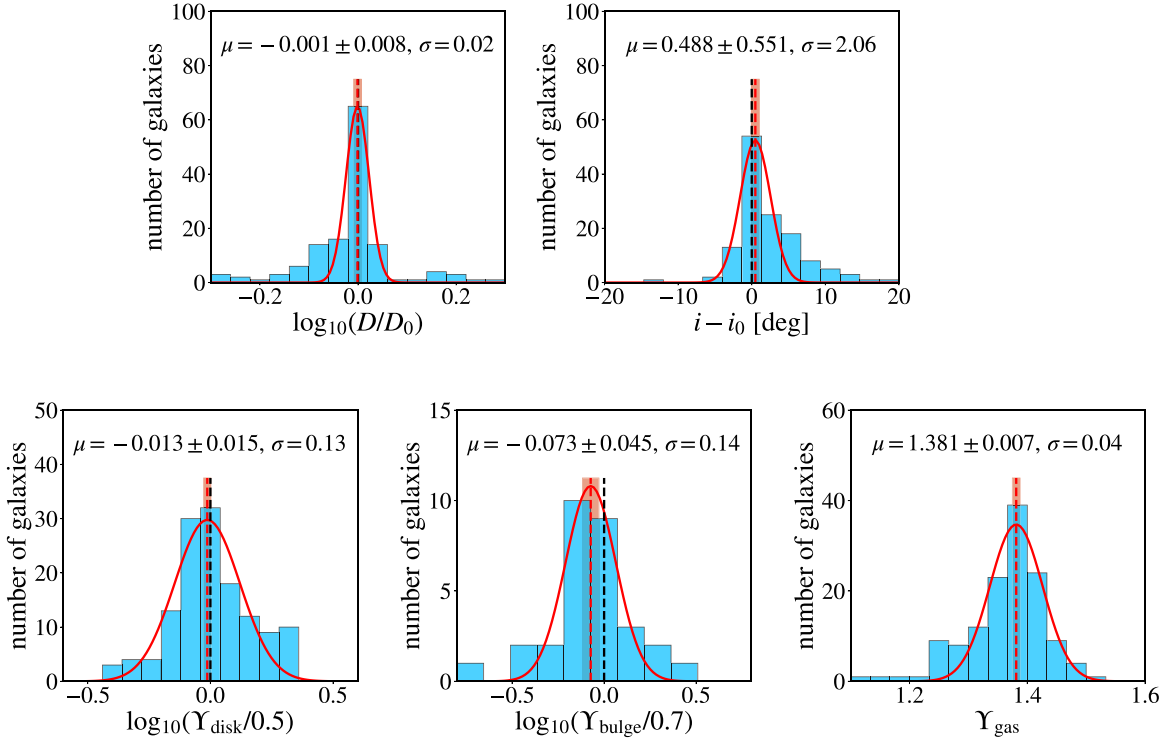 μ = −0.001 ± 0.008, σ = 0.02
number of galaxies
100
80
60
40
20
0
−0.2 0.0 0.2
log₁₀(D/D₀)
μ = 0.488 ± 0.551, σ = 2.06
number of galaxies
100
80
60
40
20
0
−20 −10 0 10 20
i − i₀ [deg]
μ = −0.013 ± 0.015, σ = 0.13
number of galaxies
50
40
30
20
10
0
−0.5 0.0 0.5
log₁₀(ϒdisk/0.5)
μ = −0.073 ± 0.045, σ = 0.14
number of galaxies
15
10
5
0
−0.5 0.0 0.5
log₁₀(ϒbulge/0.7)
μ = 1.381 ± 0.007, σ = 0.04
number of galaxies
60
40
20
0
1.2 1.4 1.6
ϒgas